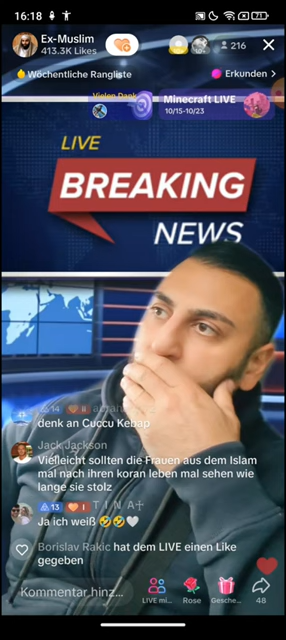 16:18
71
Ex-Muslim
413.3K Likes
216
Wöchentliche Rangliste
Erkunden >
Vielen Dank
Minecraft LIVE
10/15-10/23
LIVE
BREAKING
NEWS
14
II
denk an Cuccu Kebap
Jack Jackson
Vielleicht sollten die Frauen aus dem Islam
mal nach ihren koran leben mal sehen wie
lange sie stolz
13 I T I N A
Ja ich weiß 🤣🤣🤍
Borislav Rakic hat dem LIVE einen Like
gegeben
Kommentar hinz...
LIVE mi...
Rose
Gesche...
48